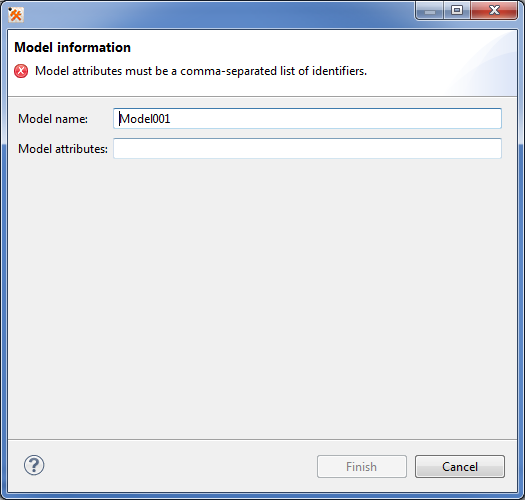 Model information
Model attributes must be a comma-separated list of identifiers.
Model name: Model001
Model attributes:
Finish Cancel